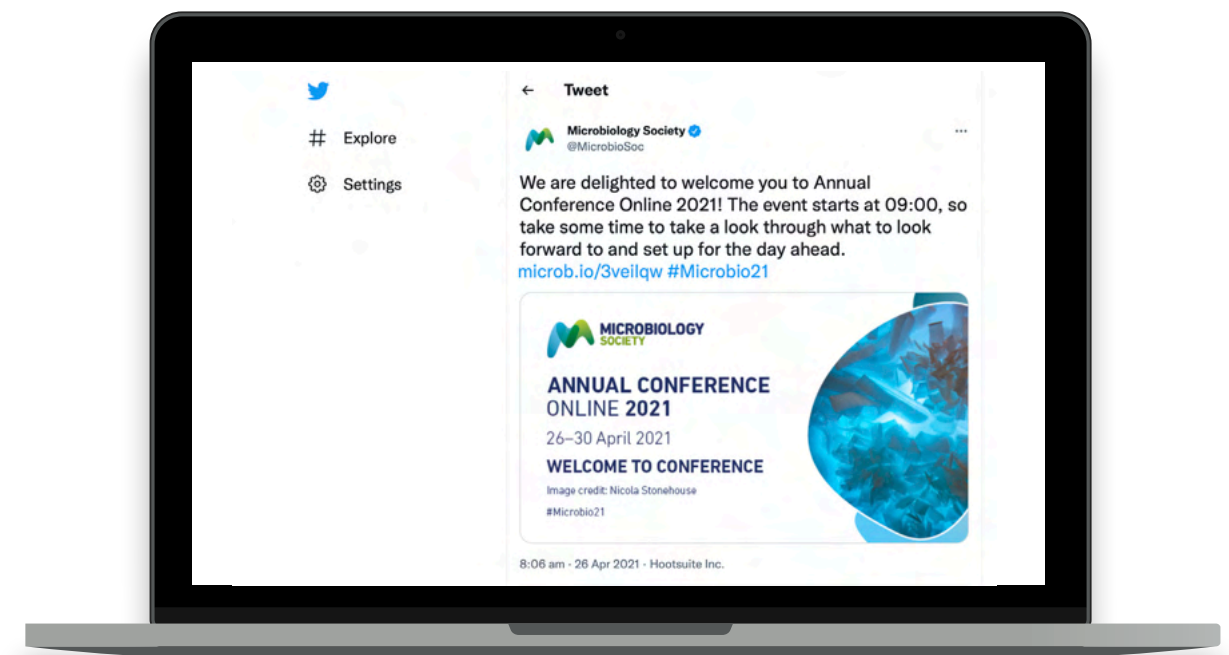 Tweet
Explore
Settings
Microbiology Society
@MicrobioSoc
We are delighted to welcome you to Annual
Conference Online 2021! The event starts at 09:00, so
take some time to take a look through what to look
forward to and set up for the day ahead.
microb.io/3veilqw #Microbio21
MICROBIOLOGY
SOCIETY
ANNUAL CONFERENCE
ONLINE 2021
26–30 April 2021
WELCOME TO CONFERENCE
Image credit: Nicola Stonehouse
#Microbio21
8:06 am · 26 Apr 2021 · Hootsuite Inc.